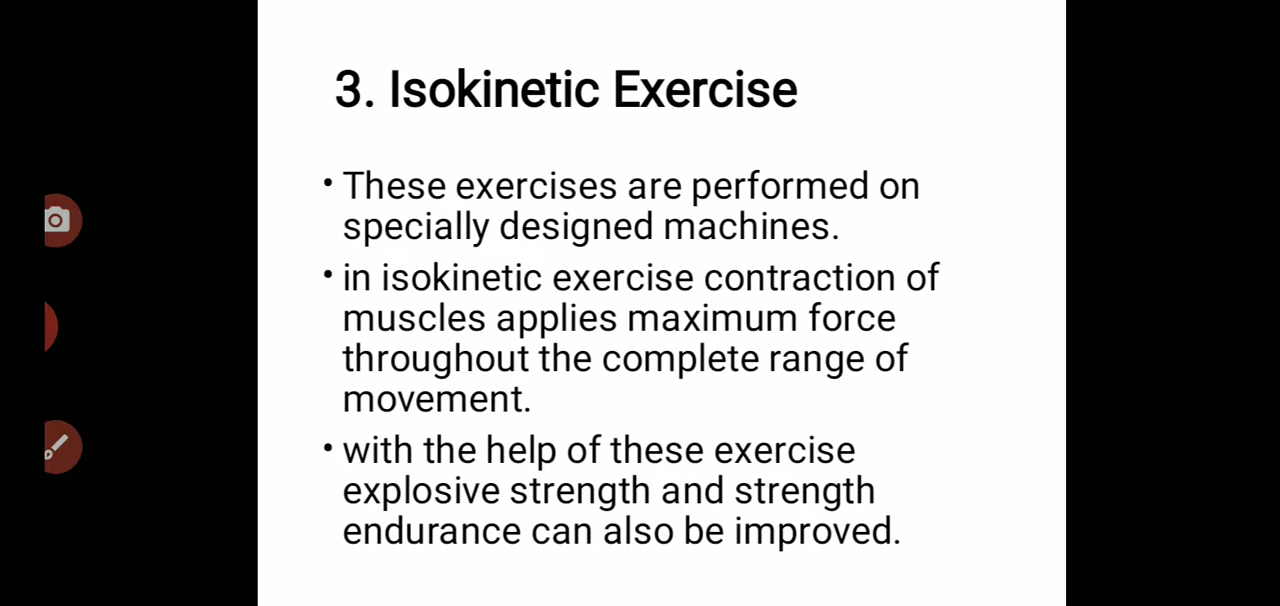 3. Isokinetic Exercise
• These exercises are performed on
specially designed machines.
• in isokinetic exercise contraction of
muscles applies maximum force
throughout the complete range of
movement.
• with the help of these exercise
explosive strength and strength
endurance can also be improved.